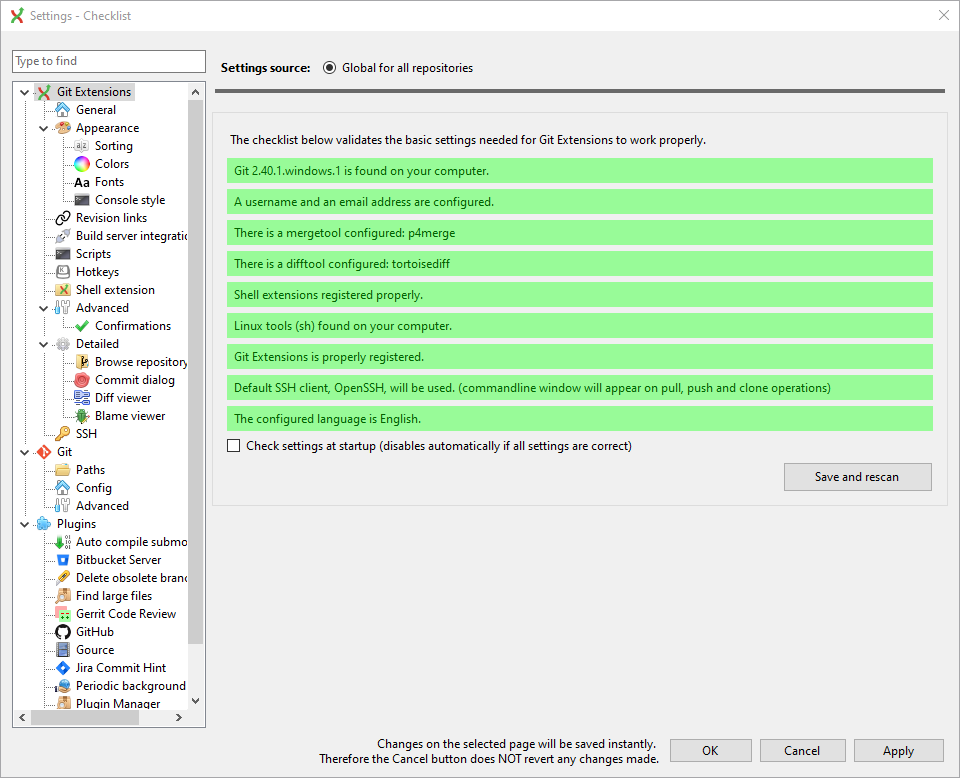 Settings - Checklist
Type to find
Git Extensions
General
Appearance
Sorting
Colors
Aa Fonts
Console style
Revision links
Build server integratio
Scripts
Hotkeys
Shell extension
Advanced
Confirmations
Detailed
Browse repository
Commit dialog
Diff viewer
Blame viewer
SSH
Git
Paths
Config
Advanced
Plugins
Auto compile submo
Bitbucket Server
Delete obsolete branc
Find large files
Gerrit Code Review
GitHub
Gource
Jira Commit Hint
Periodic background
Plugin Manager
Settings source: Global for all repositories
The checklist below validates the basic settings needed for Git Extensions to work properly.
Git 2.40.1.windows.1 is found on your computer.
A username and an email address are configured.
There is a mergetool configured: p4merge
There is a difftool configured: tortoisediff
Shell extensions registered properly.
Linux tools (sh) found on your computer.
Git Extensions is properly registered.
Default SSH client, OpenSSH, will be used. (commandline window will appear on pull, push and clone operations)
The configured language is English.
Check settings at startup (disables automatically if all settings are correct)
Save and rescan
Changes on the selected page will be saved instantly.
Therefore the Cancel button does NOT revert any changes made.
OK
Cancel
Apply